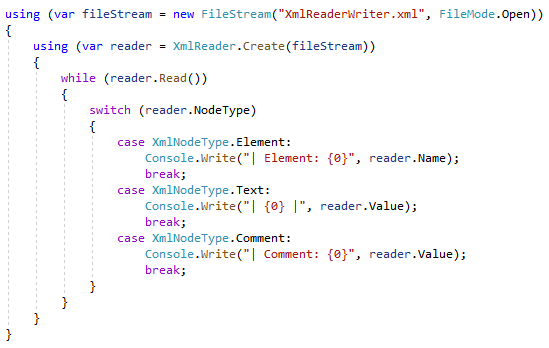 using (var fileStream = new FileStream("XmlReaderWriter.xml", FileMode.Open))
{
    using (var reader = XmlReader.Create(fileStream))
    {
        while (reader.Read())
        {
            switch (reader.NodeType)
            {
                case XmlNodeType.Element:
                    Console.Write("| Element: {0}", reader.Name);
                    break;
                case XmlNodeType.Text:
                    Console.Write("| {0} |", reader.Value);
                    break;
                case XmlNodeType.Comment:
                    Console.Write("| Comment: {0}", reader.Value);
                    break;
            }
        }
    }
}